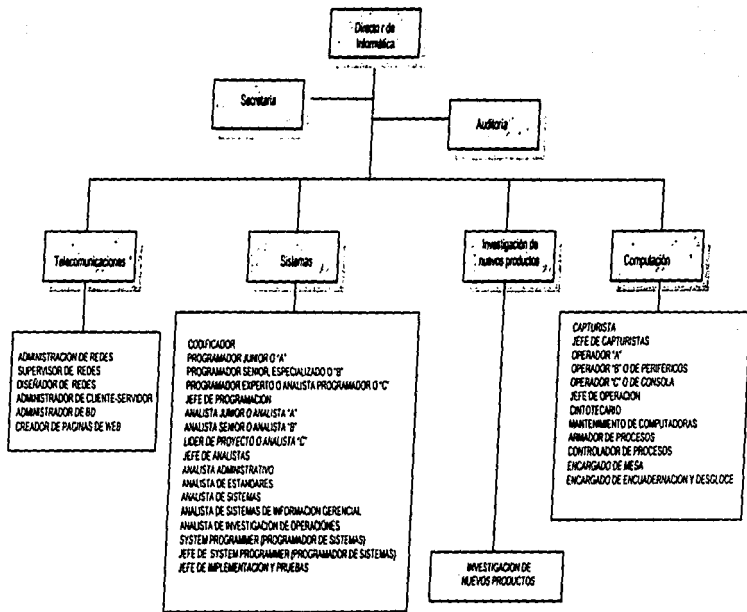 Director de
Informática
Secretaria
Auditoria
Telecomunicaciones
Sistemas
Investigación de
nuevos productos
Computación
ADMINISTRACION DE REDES
SUPERVISOR DE REDES
DISEÑADOR DE REDES
ADMINISTRADOR DE CLIENTE-SERVIDOR
ADMINISTRADOR DE BD
CREADOR DE PAGINAS DE WEB
CODIFICADOR
PROGRAMADOR JUNIOR O "A"
PROGRAMADOR SENIOR, ESPECIALIZADO O "B"
PROGRAMADOR EXPERTO O ANALISTA PROGRAMADOR O "C"
JEFE DE PROGRAMACION
ANALISTA JUNIOR O ANALISTA "A"
ANALISTA SENIOR O ANALISTA "B"
LIDER DE PROYECTO O ANALISTA "C"
JEFE DE ANALISTAS
ANALISTA ADMINISTRATIVO
ANALISTA DE ESTANDARES
ANALISTA DE SISTEMAS
ANALISTA DE SISTEMAS DE INFORMACION GERENCIAL
ANALISTA DE INVESTIGACION DE OPERACIONES
SYSTEM PROGRAMMER (PROGRAMADOR DE SISTEMAS)
JEFE DE SYSTEM PROGRAMMER (PROGRAMADOR DE SISTEMAS)
JEFE DE IMPLEMENTACION Y PRUEBAS
INVESTIGACION DE
NUEVOS PRODUCTOS
CAPTURISTA
JEFE DE CAPTURISTAS
OPERADOR "A"
OPERADOR "B" O DE PERIFERICOS
OPERADOR "C" O DE CONSOLA
JEFE DE OPERACION
CINTOTECARIO
MANTENIMIENTO DE COMPUTADORAS
ARMADOR DE PROCESOS
CONTROLADOR DE PROCESOS
ENCARGADO DE MESA
ENCARGADO DE ENCUADERNACION Y DESGLOCE